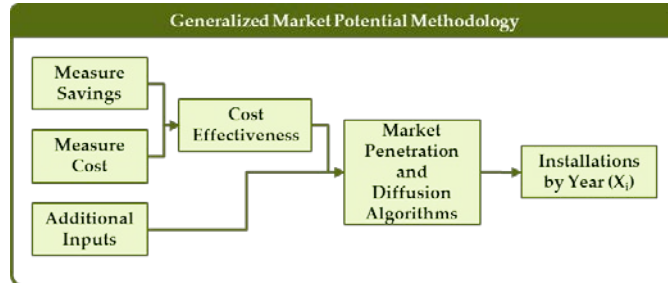 Generalized Market Potential Methodology
Measure
Savings
Measure
Cost
Additional
Inputs
Cost
Effectiveness
Market
Penetration
and
Diffusion
Algorithms
Installations
by Year (Xi)